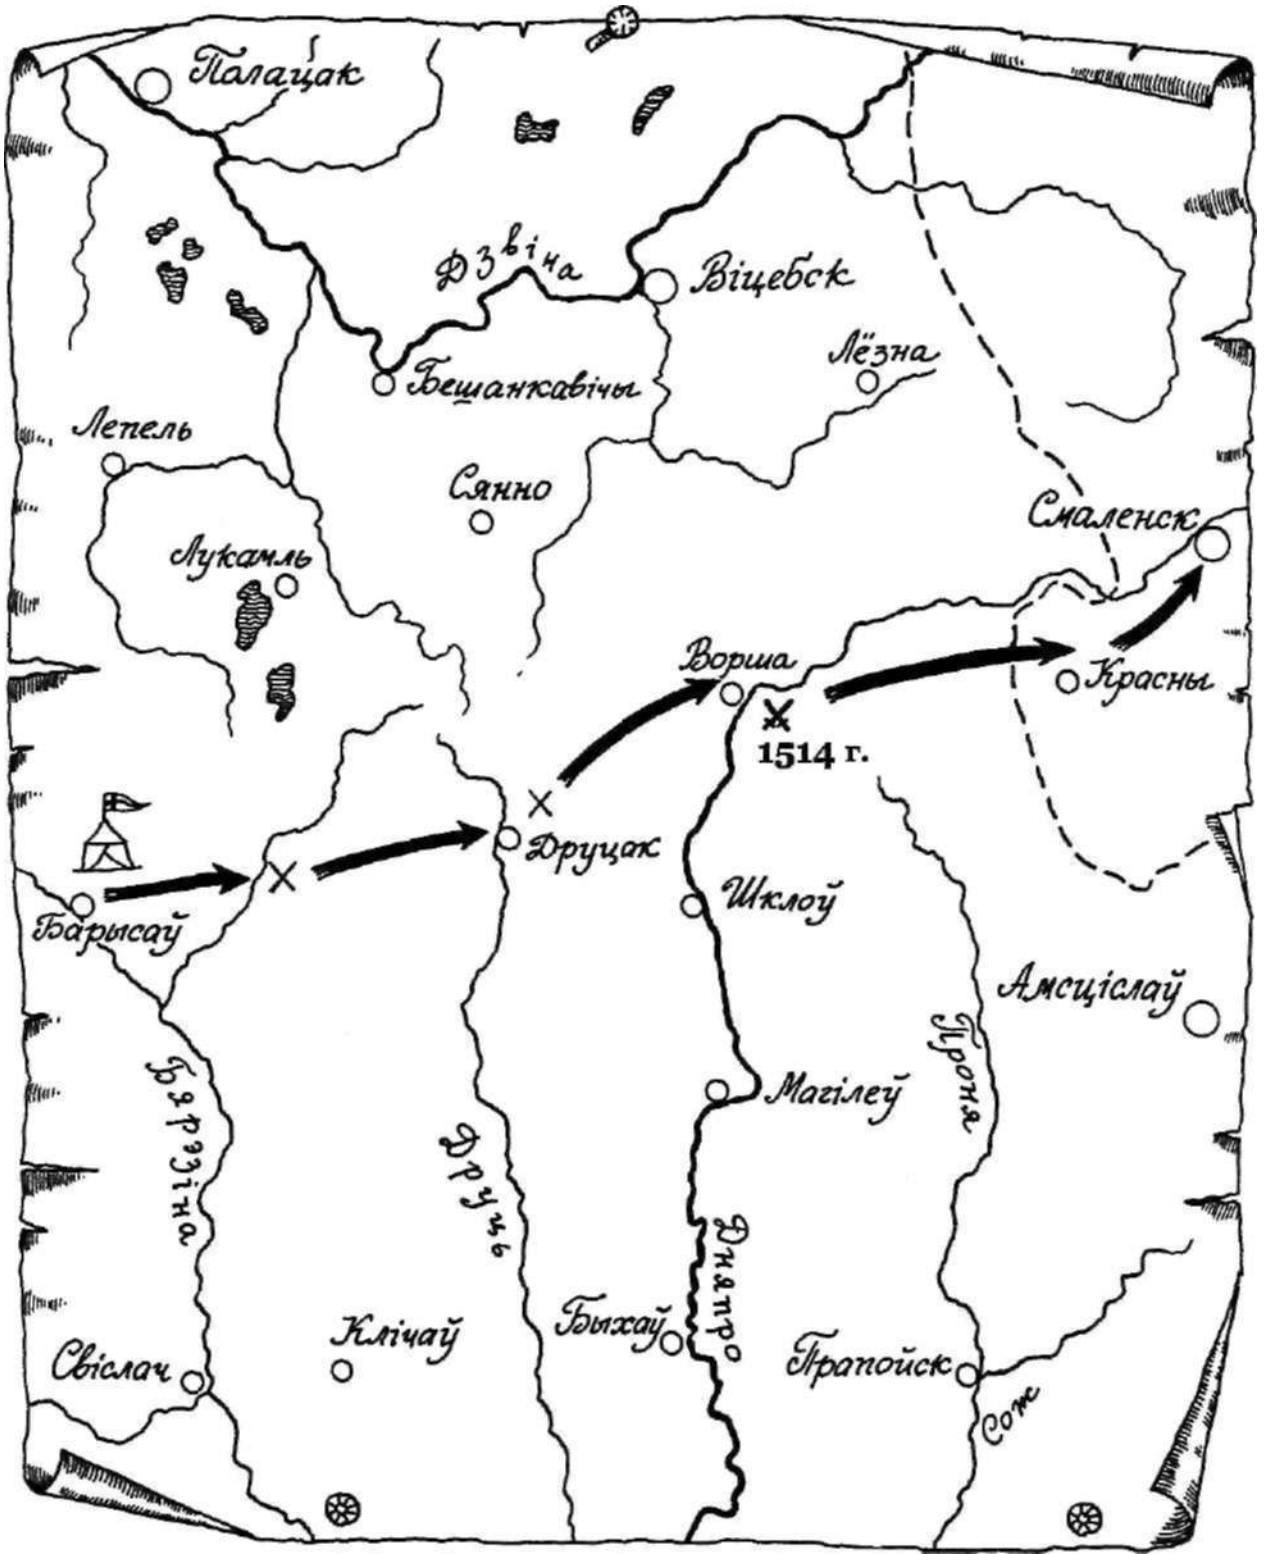 Полацак
Дзвіна
Віцебск
Лёзна
Бешанкавічы
Лепель
Сянно
Смаленск
Лукамль
Ворша
Красны
1514 г.
Друцак
Барысаў
Шклоў
Амсціслаў
Проня
Бярэзіна
Магілеў
Друць
Дняпро
Быхаў
Клічаў
Свіслач
Прапойск
Сож